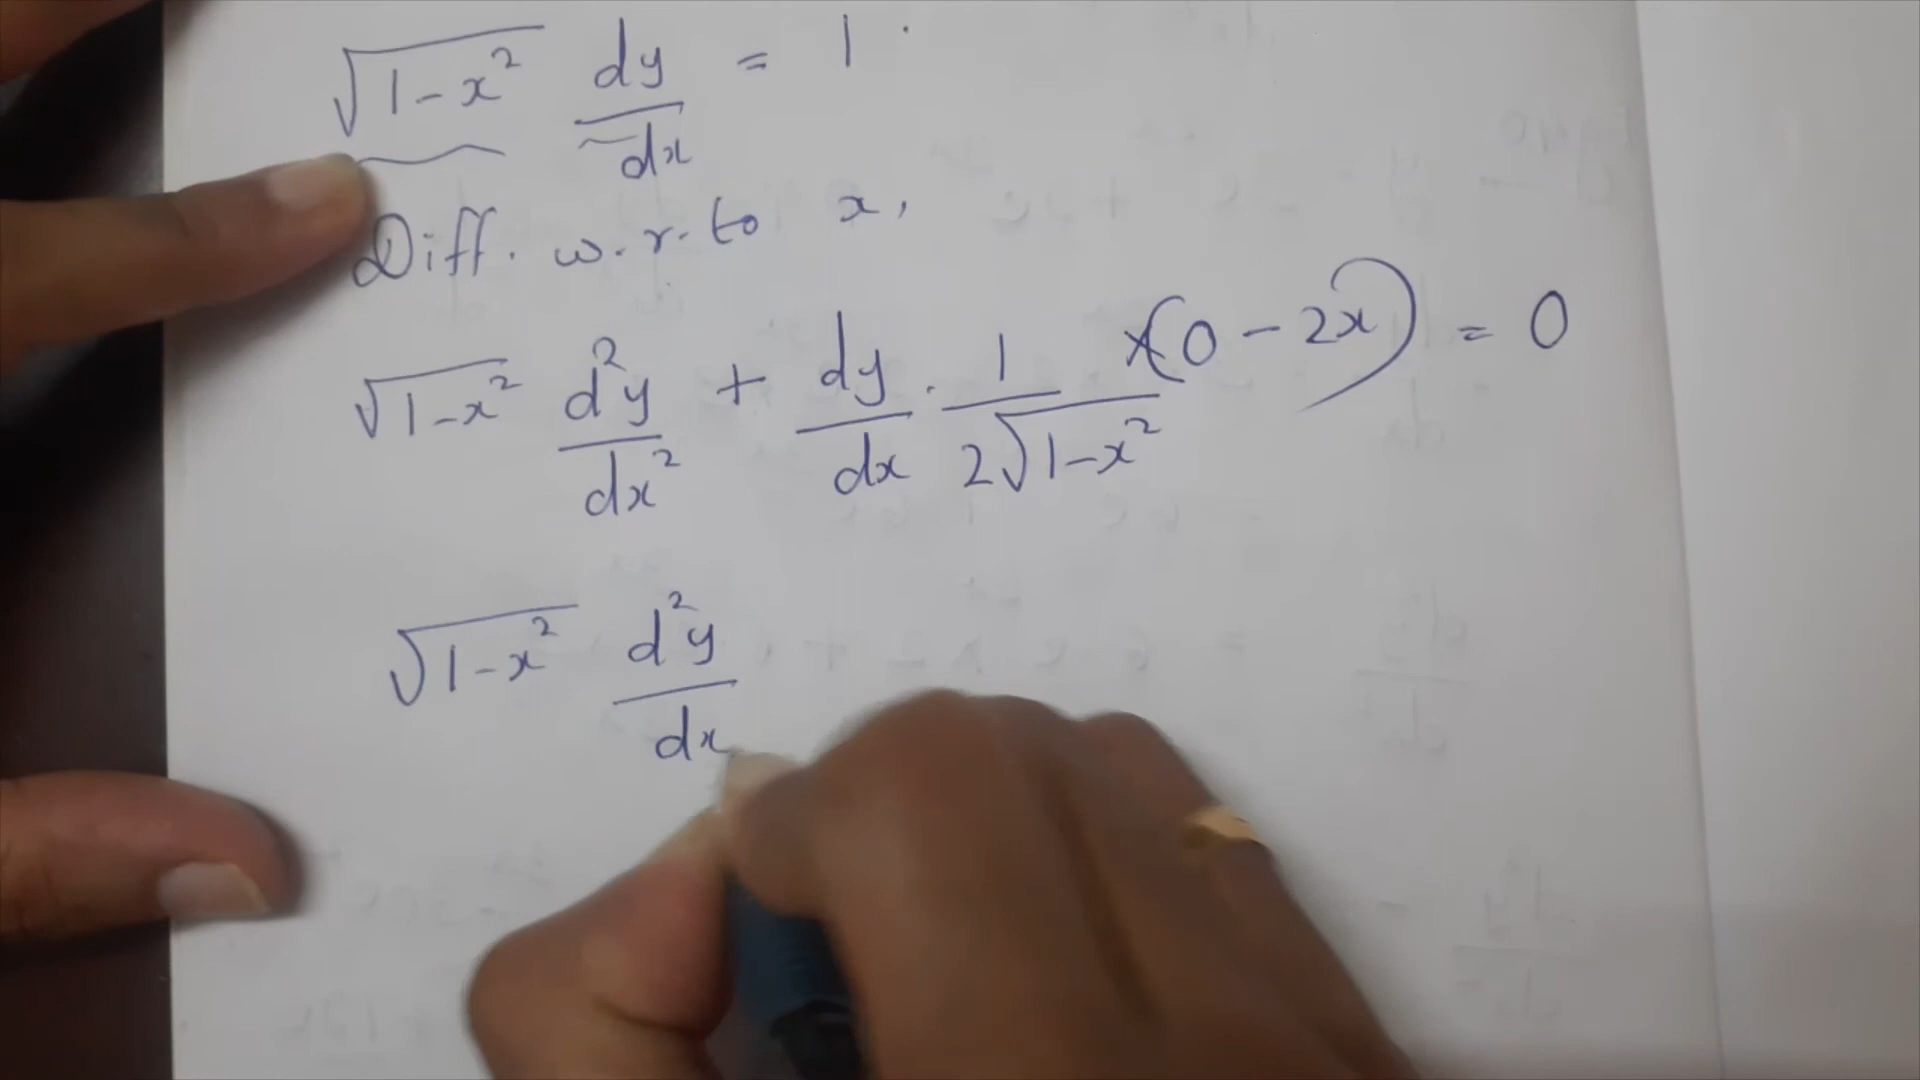 √(1-x²) dy/dx = 1.
Diff. w.r.to x,
√(1-x²) d²y/dx² + dy/dx . 1/(2√(1-x²)) ×(0-2x) = 0
√(1-x²) d²y/dx